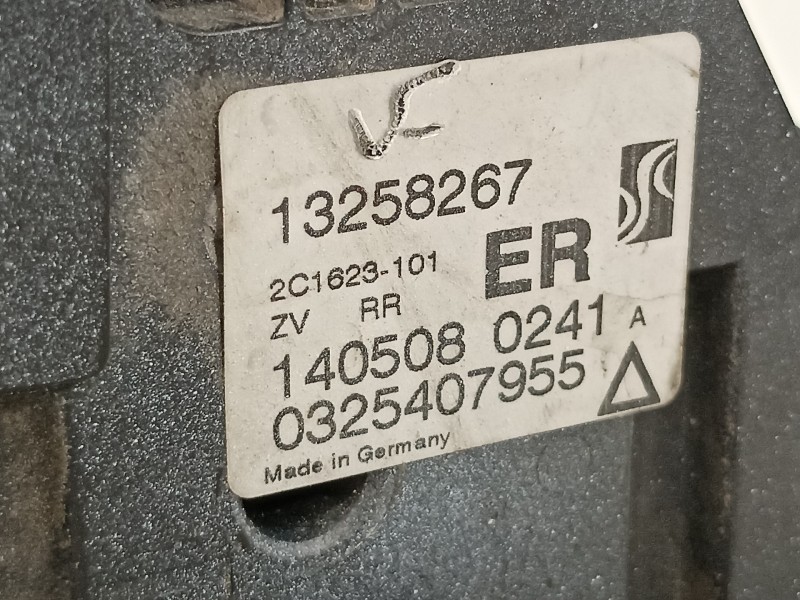 13258267
2C1623-101
ER
ZV RR
140508 0241 A
0325407955
Made in Germany